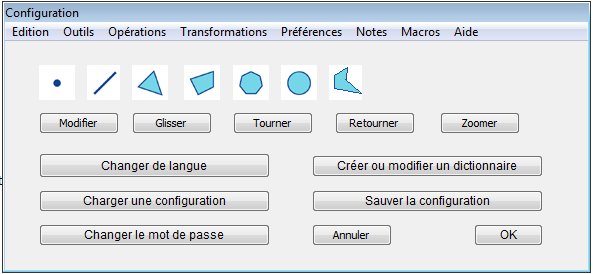 Configuration
Edition Outils Opérations Transformations Préférences Notes Macros Aide
Modifier Glisser Tourner Retourner Zoomer
Changer de langue Créer ou modifier un dictionnaire
Charger une configuration Sauver la configuration
Changer le mot de passe Annuler OK